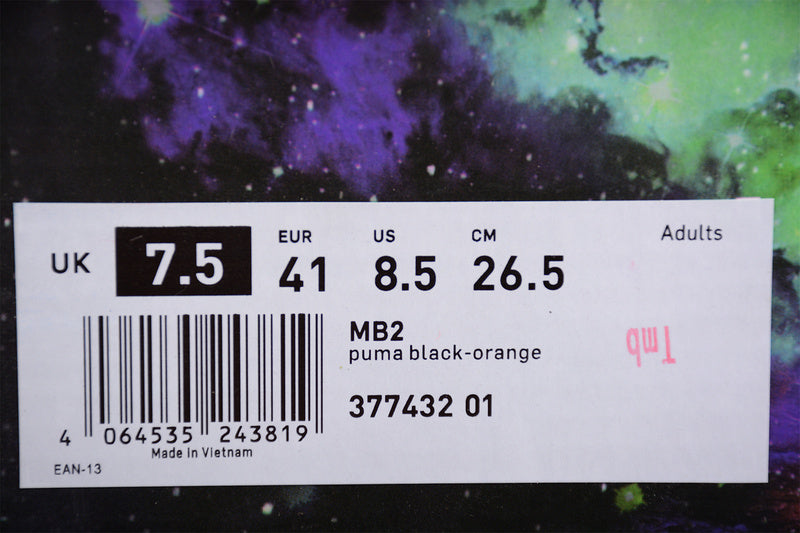 UK 7.5 EUR 41 US 8.5 CM 26.5 Adults
MB2
puma black-orange
Tmb
377432 01
4 064535 243819
Made in Vietnam
EAN-13